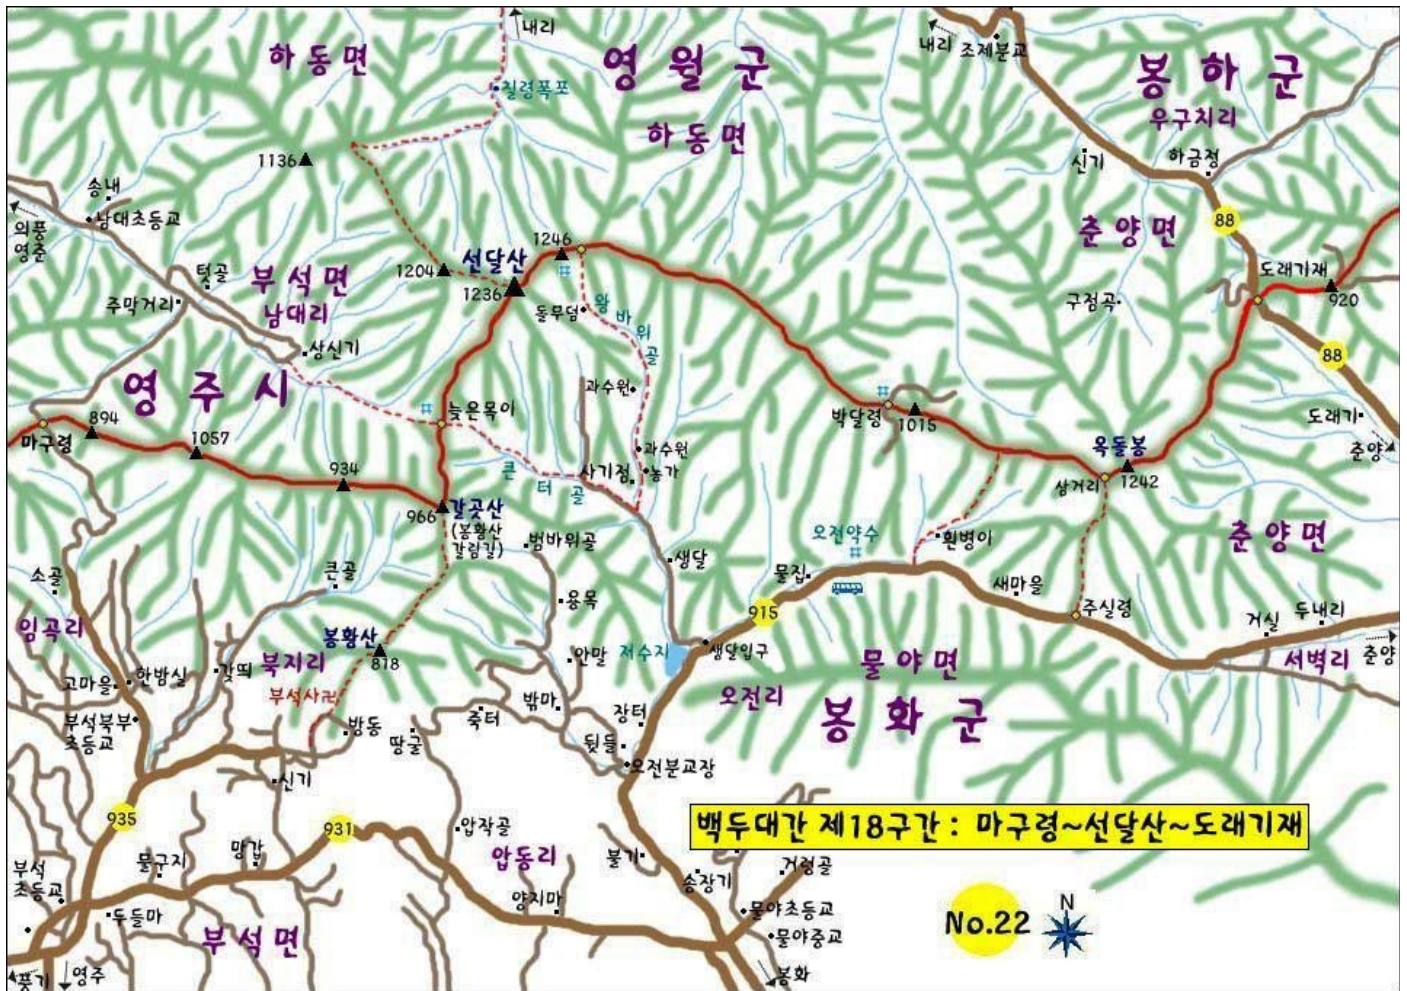 내리
하동면
영월군
내리
조제분교
봉하군
칠령폭포
하동면
우구치리
1136
신기
하금정
송내
남대초등교
의풍
영춘
88
춘양면
선달산
1246
1204
1236
도래기재
920
텃골
부석면
남대리
주막거리
구점곡
돌무덤
왕바위골
상신기
88
영주시
과수원
894
마구령
늦은목이
박달령
1015
도래기
춘양
1057
934
과수원
농가
사기점
큰터골
옥돌봉
1242
삼거리
966
갈곶산
(봉황산
갈림길)
범바위골
오전약수
흰병이
춘양면
큰골
생달
물집
소골
용목
새마을
915
주실령
임곡리
봉황산
818
거실
두내리
북지리
안말
저수지
생달입구
물야면
서벽리
춘양
한밤실
갓띄
고마을
부석사卍
밖마
장터
오전리
봉화군
부석북부
초등교
방동
땅굴
죽터
뒷들
오전분교장
신기
935
931
압작골
백두대간 제18구간 : 마구령~선달산~도래기재
물구지
망갑
압동리
불기
송장기
거렁골
부석
초등교
양지마
두들마
물야초등교
No.22
N
부석면
물야중교
풍기
영주
봉화